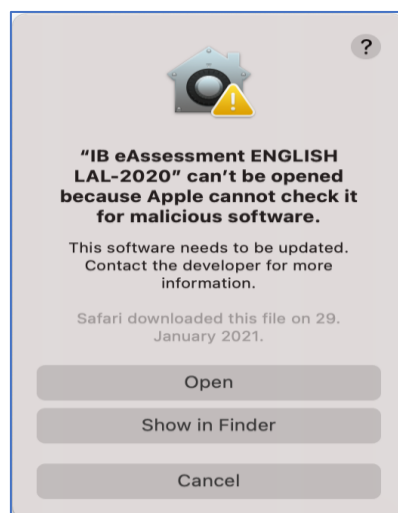 ?
“IB eAssessment ENGLISH
LAL-2020” can’t be opened
because Apple cannot check it
for malicious software.
This software needs to be updated.
Contact the developer for more
information.
Safari downloaded this file on 29.
January 2021.
Open
Show in Finder
Cancel